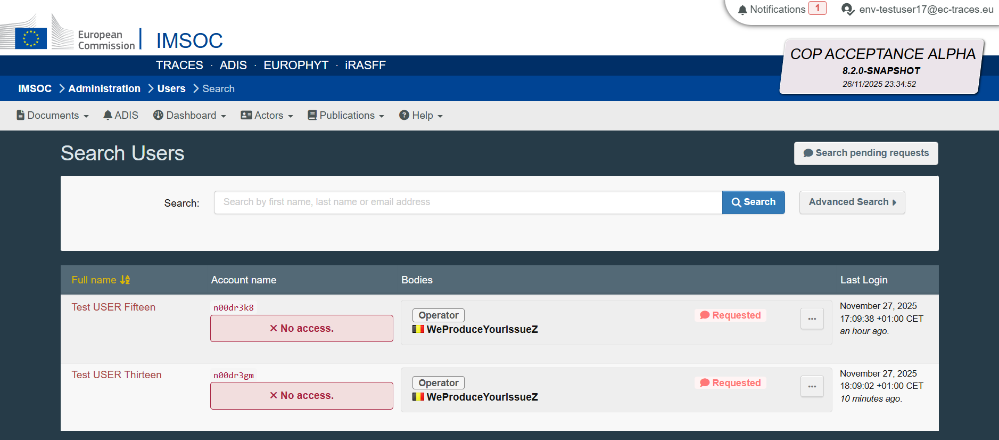 Notifications 1 env-testuser17@ec-traces.eu
European
Commission
IMSOC
COP ACCEPTANCE ALPHA
8.2.0-SNAPSHOT
26/11/2025 23:34:52
TRACES · ADIS · EUROPHYT · iRASFF
IMSOC Administration Users Search
Documents ADIS Dashboard Actors Publications Help
Search Users
Search pending requests
Search: Search by first name, last name or email address Search Advanced Search
Full name Account name Bodies Last Login
Test USER Fifteen
n00dr3k8
× No access.
Operator
WeProduceYourIssueZ
Requested
...
November 27, 2025
17:09:38 +01:00 CET
an hour ago.
Test USER Thirteen
n00dr3gm
× No access.
Operator
WeProduceYourIssueZ
Requested
...
November 27, 2025
18:09:02 +01:00 CET
10 minutes ago.